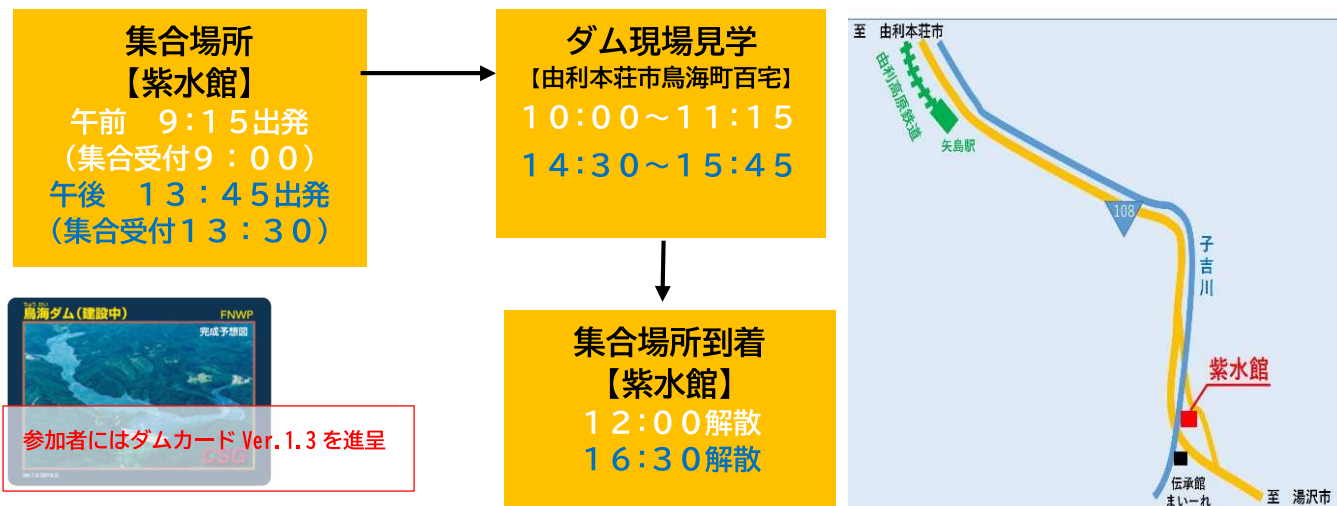 集合場所
【紫水館】
午前 9:15出発
(集合受付9:00)
午後 13:45出発
(集合受付13:30)
ダム現場見学
【由利本荘市鳥海町百宅】
10:00~11:15
14:30~15:45
集合場所到着
【紫水館】
12:00解散
16:30解散
ちょうかい
鳥海ダム(建設中)
FNWP
完成予想図
参加者にはダムカード Ver.1.3 を進呈
CSG
至 由利本荘市
由利高原鉄道
矢島駅
108
子吉川
紫水館
伝承館
まいーれ
至 湯沢市